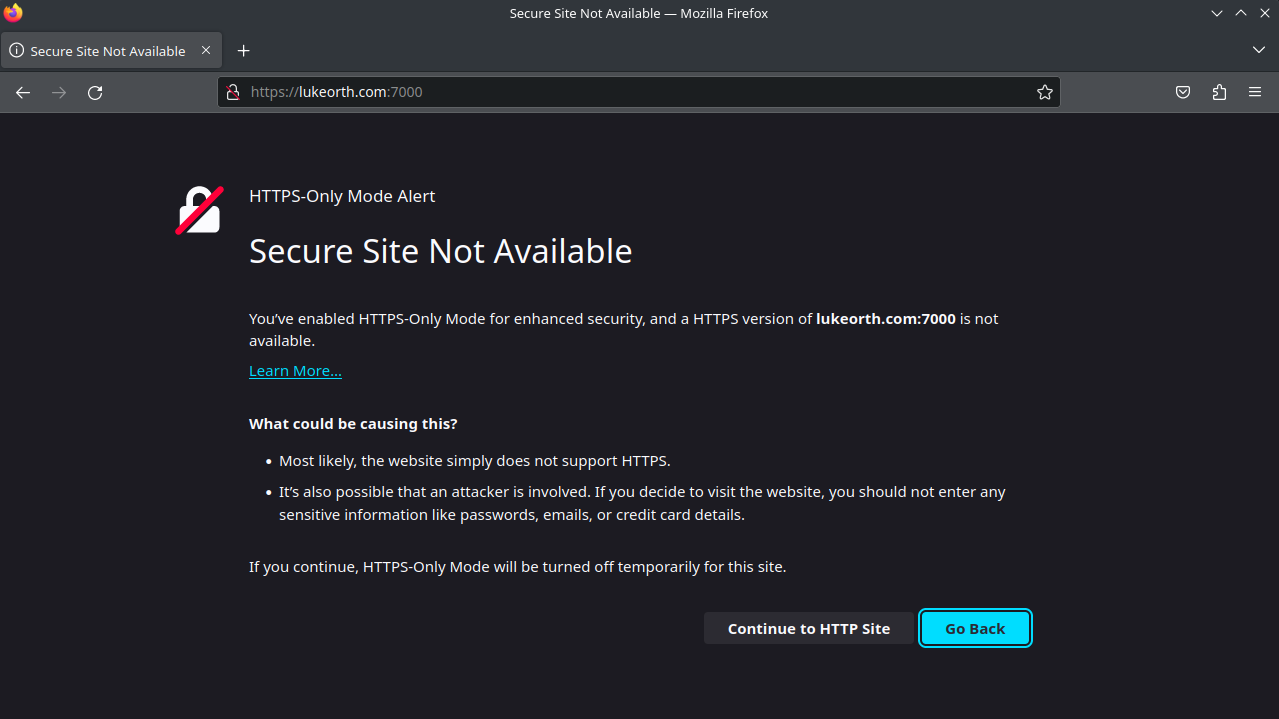 Secure Site Not Available — Mozilla Firefox
Secure Site Not Available
https://lukeorth.com:7000
HTTPS-Only Mode Alert
Secure Site Not Available
You’ve enabled HTTPS-Only Mode for enhanced security, and a HTTPS version of lukeorth.com:7000 is not
available.
Learn More…
What could be causing this?
• Most likely, the website simply does not support HTTPS.
• It’s also possible that an attacker is involved. If you decide to visit the website, you should not enter any
sensitive information like passwords, emails, or credit card details.
If you continue, HTTPS-Only Mode will be turned off temporarily for this site.
Continue to HTTP Site
Go Back